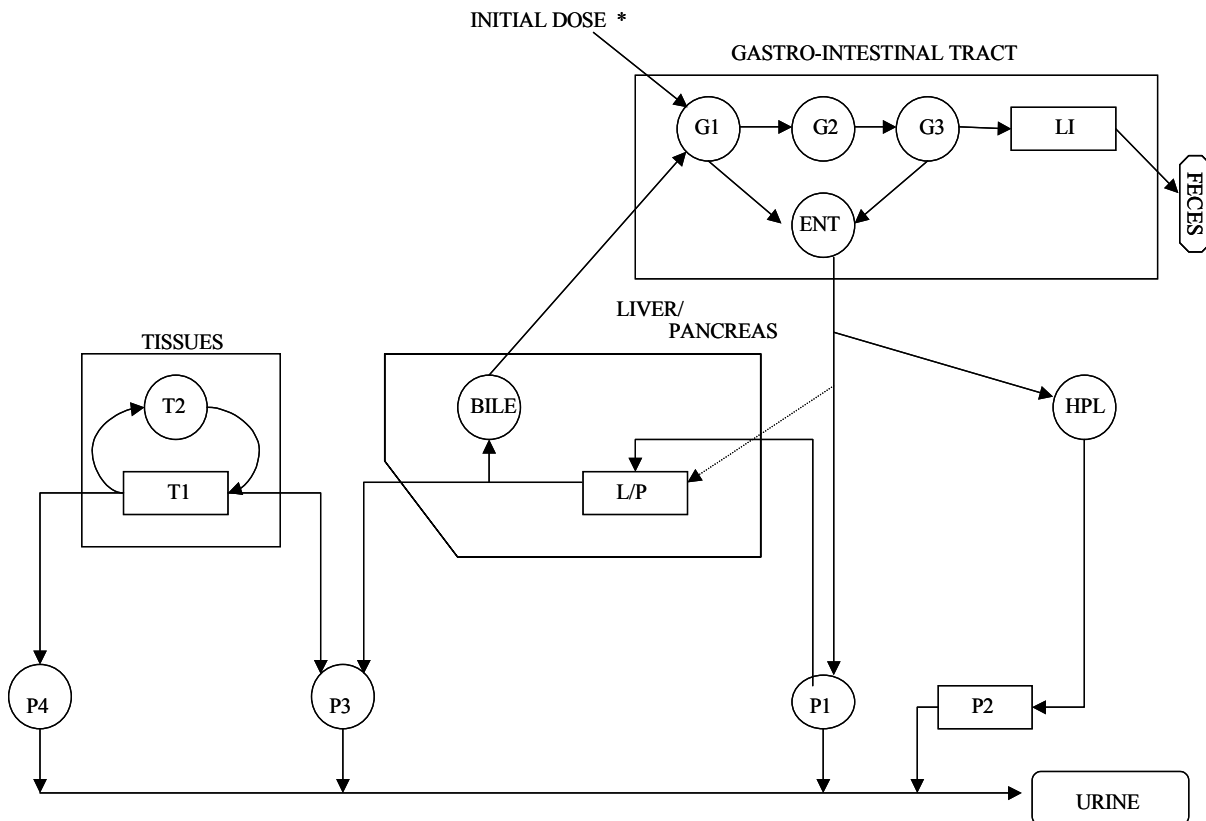 INITIAL DOSE *
GASTRO-INTESTINAL TRACT
G1
G2
G3
LI
FECES
ENT
LIVER/
PANCREAS
TISSUES
T2
BILE
HPL
T1
L/P
P4
P3
P1
P2
URINE